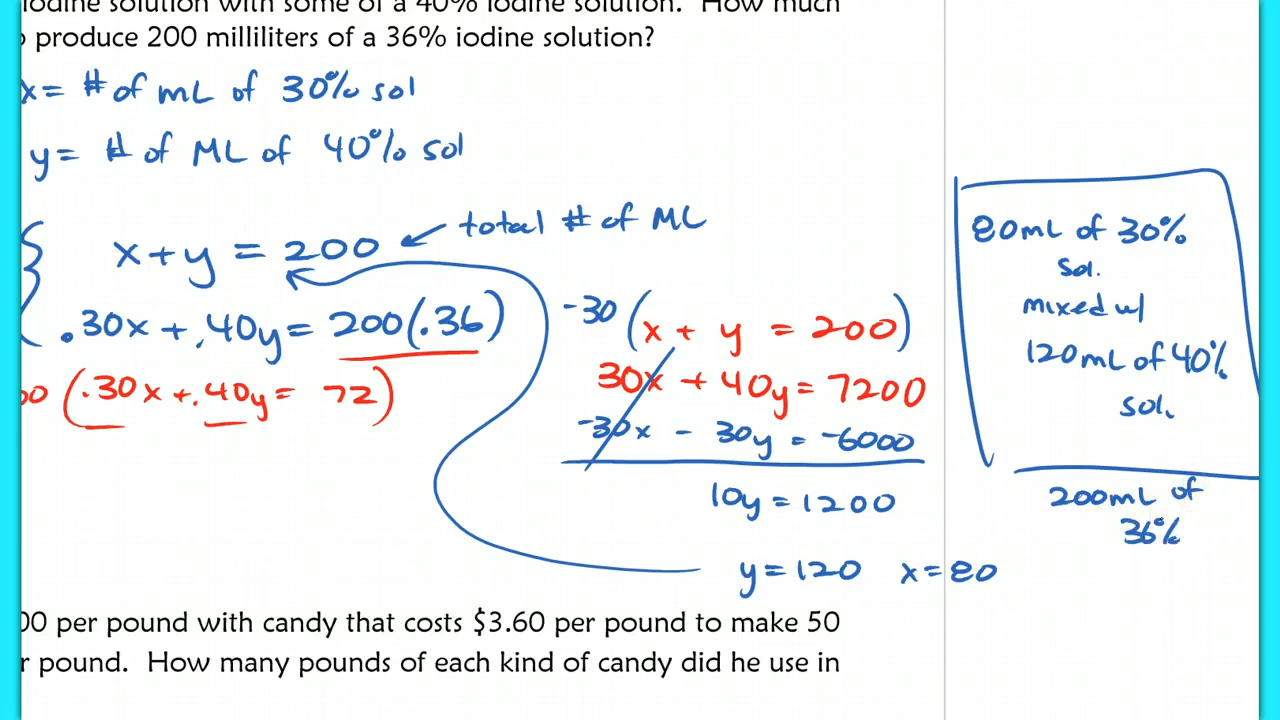 iodine solution with some of a 40% iodine solution. How much
produce 200 milliliters of a 36% iodine solution?
x = # of mL of 30% sol
y = # of ML of 40% sol
x + y = 200 total # of ML
.30x + .40y = 200(.36)
(.30x + .40y = 72)
-30 (x + y = 200)
30x + 40y = 7200
-30x - 30y = -6000
10y = 1200
y = 120 x = 80
80mL of 30%
sol.
mixed w/
120mL of 40%
sol.
200mL of
36%
00 per pound with candy that costs $3.60 per pound to make 50
r pound. How many pounds of each kind of candy did he use in